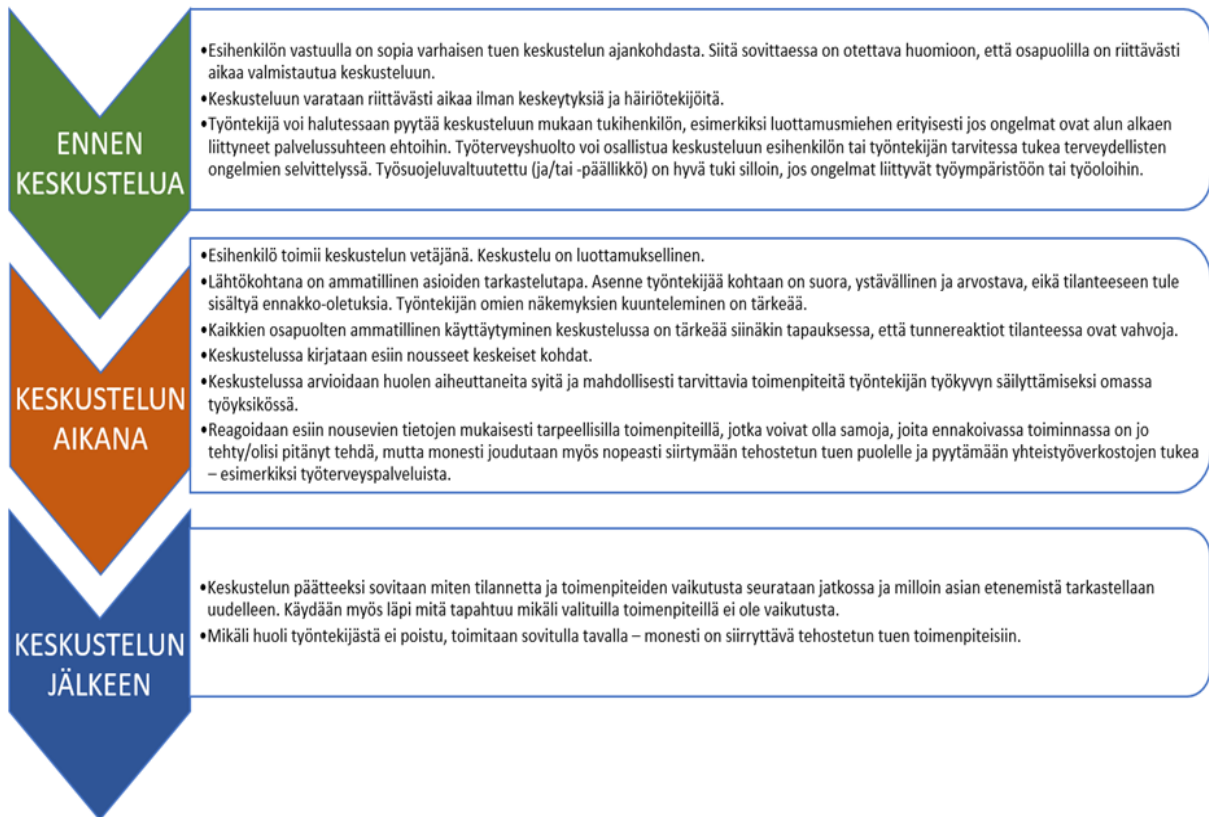 ENNEN
KESKUSTELUA
•Esihenkilön vastuulla on sopia varhaisen tuen keskustelun ajankohdasta. Siitä sovittaessa on otettava huomioon, että osapuolilla on riittävästi
aikaa valmistautua keskusteluun.
•Keskusteluun varataan riittävästi aikaa ilman keskeytyksiä ja häiriötekijöitä.
•Työntekijä voi halutessaan pyytää keskusteluun mukaan tukihenkilön, esimerkiksi luottamusmiehen erityisesti jos ongelmat ovat alun alkaen
liittyneet palvelussuhteen ehtoihin. Työterveyshuolto voi osallistua keskusteluun esihenkilön tai työntekijän tarvitessa tukea terveydellisten
ongelmien selvittelyssä. Työsuojeluvaltuutettu (ja/tai -päällikkö) on hyvä tuki silloin, jos ongelmat liittyvät työympäristöön tai työoloihin.
KESKUSTELUN
AIKANA
•Esihenkilö toimii keskustelun vetäjänä. Keskustelu on luottamuksellinen.
•Lähtökohtana on ammatillinen asioiden tarkastelutapa. Asenne työntekijää kohtaan on suora, ystävällinen ja arvostava, eikä tilanteeseen tule
sisältyä ennakko-oletuksia. Työntekijän omien näkemyksien kuunteleminen on tärkeää.
•Kaikkien osapuolten ammatillinen käyttäytyminen keskustelussa on tärkeää siinäkin tapauksessa, että tunnereaktiot tilanteessa ovat vahvoja.
•Keskustelussa kirjataan esiin nousseet keskeiset kohdat.
•Keskustelussa arvioidaan huolen aiheuttaneita syitä ja mahdollisesti tarvittavia toimenpiteitä työntekijän työkyvyn säilyttämiseksi omassa
työyksikössä.
•Reagoidaan esiin nousevien tietojen mukaisesti tarpeellisilla toimenpiteillä, jotka voivat olla samoja, joita ennakoivassa toiminnassa on jo
tehty/olisi pitänyt tehdä, mutta monesti joudutaan myös nopeasti siirtymään tehostetun tuen puolelle ja pyytämään yhteistyöverkostojen tukea
– esimerkiksi työterveyspalveluista.
KESKUSTELUN
JÄLKEEN
•Keskustelun päätteeksi sovitaan miten tilannetta ja toimenpiteiden vaikutusta seurataan jatkossa ja milloin asian etenemistä tarkastellaan
uudelleen. Käydään myös läpi mitä tapahtuu mikäli valituilla toimenpiteillä ei ole vaikutusta.
•Mikäli huoli työntekijästä ei poistu, toimitaan sovitulla tavalla – monesti on siirryttävä tehostetun tuen toimenpiteisiin.